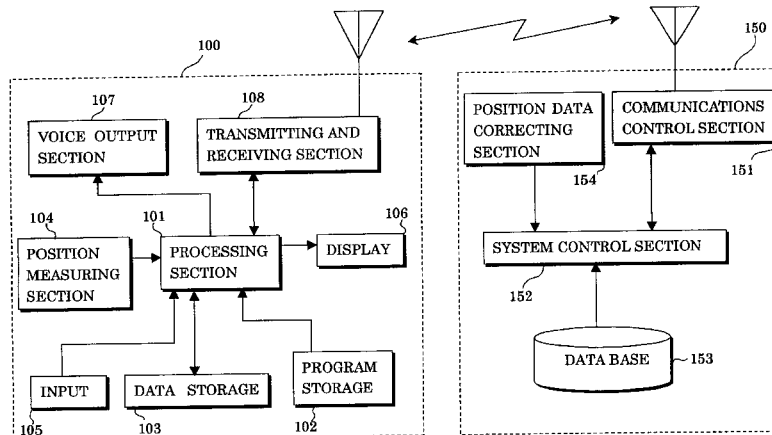 100
150
107
VOICE OUTPUT
SECTION
108
TRANSMITTING AND
RECEIVING SECTION
POSITION DATA
CORRECTING
SECTION
154
COMMUNICATIONS
CONTROL SECTION
151
104
POSITION
MEASURING
SECTION
101
PROCESSING
SECTION
106
DISPLAY
SYSTEM CONTROL SECTION
152
INPUT
105
DATA STORAGE
103
PROGRAM
STORAGE
102
DATA BASE
153